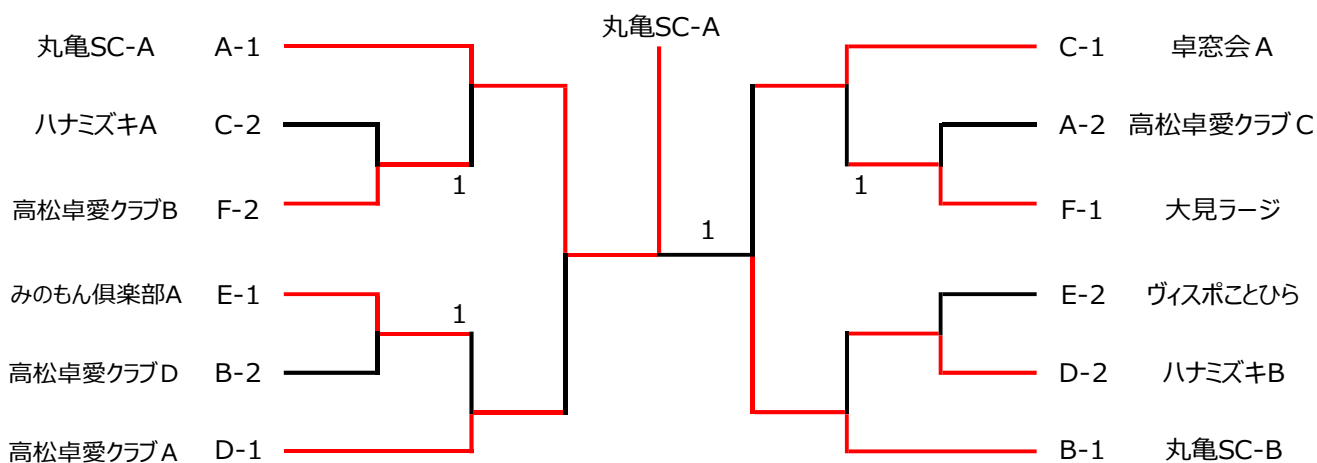 丸亀SC-A
丸亀SC-A A-1
ハナミズキA C-2
高松卓愛クラブB F-2
1
みのもん倶楽部A E-1
1
高松卓愛クラブD B-2
高松卓愛クラブA D-1
1
C-1 卓窓会A
A-2 高松卓愛クラブC
1
F-1 大見ラージ
E-2 ヴィスポことひら
D-2 ハナミズキB
B-1 丸亀SC-B